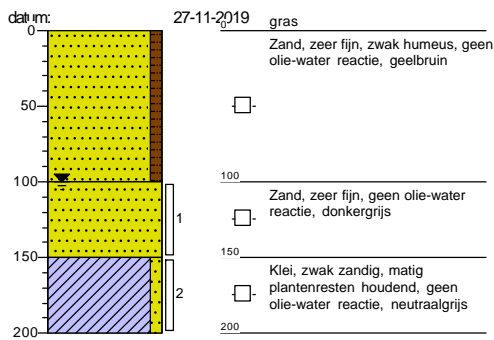 datum: 27-11-2019
0
gras
Zand, zeer fijn, zwak humeus, geen
olie-water reactie, geelbruin
0
50
100
150
200
1
2
100
Zand, zeer fijn, geen olie-water
reactie, donkergrijs
150
Klei, zwak zandig, matig
plantenresten houdend, geen
olie-water reactie, neutraalgrijs
200